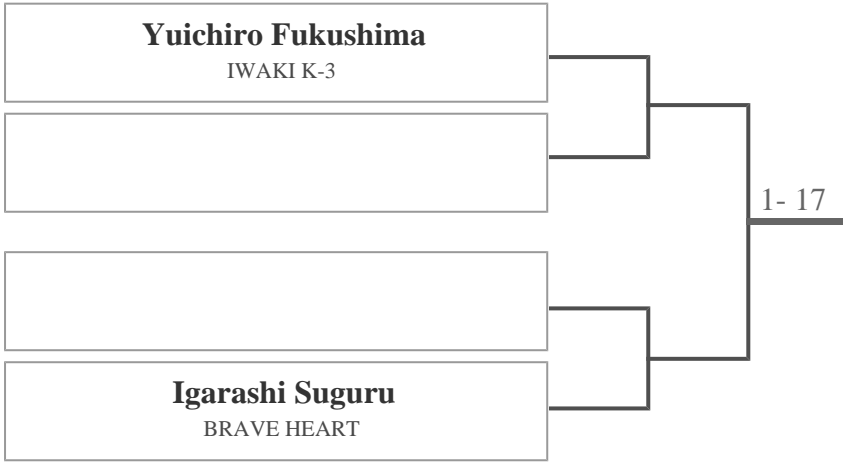 Yuichiro Fukushima
IWAKI K-3
1- 17
Igarashi Suguru
BRAVE HEART